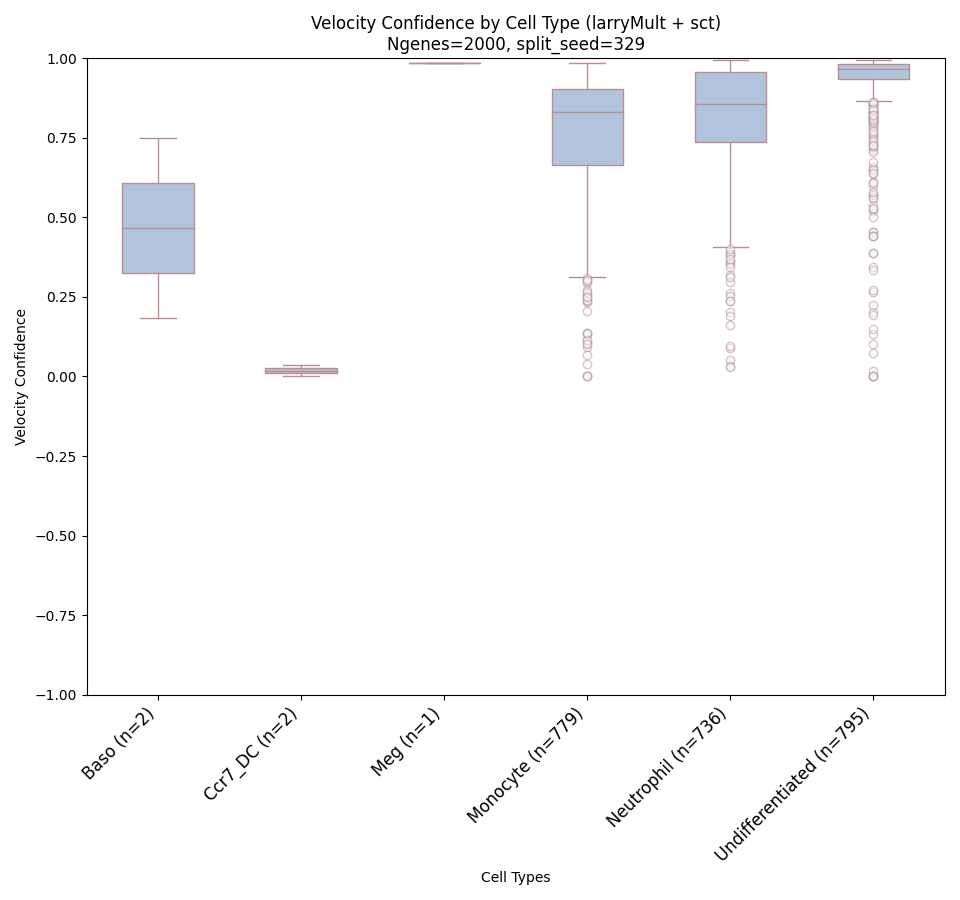 Velocity Confidence by Cell Type (larryMult + sct)
Ngenes=2000, split_seed=329
1.00
0.75
0.50
0.25
0.00
−0.25
−0.50
−0.75
−1.00
Velocity Confidence
Baso (n=2)
Ccr7_DC (n=2)
Meg (n=1)
Monocyte (n=779)
Neutrophil (n=736)
Undifferentiated (n=795)
Cell Types